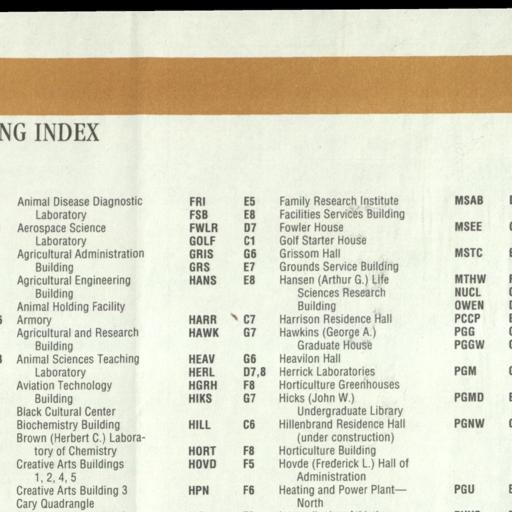 NG INDEX
Animal Disease Diagnostic
Laboratory
Aerospace Science
Laboratory
Agricultural Administration
Building
Agricultural Engineering
Building
Animal Holding Facility
Armory
Agricultural and Research
Building
Animal Sciences Teaching
Laboratory
Aviation Technology
Building
Black Cultural Center
Biochemistry Building
Brown (Herbert C.) Labora-
tory of Chemistry
Creative Arts Buildings
1, 2, 4, 5
Creative Arts Building 3
Cary Quadrangle
FRI E5 Family Research Institute
FSB E8 Facilities Services Building
FWLR D7 Fowler House
GOLF C1 Golf Starter House
GRIS G6 Grissom Hall
GRS E7 Grounds Service Building
HANS E8 Hansen (Arthur G.) Life
Sciences Research
Building
HARR C7 Harrison Residence Hall
HAWK G7 Hawkins (George A.)
Graduate House
HEAV G6 Heavilon Hall
HERL D7,8 Herrick Laboratories
HGRH F8 Horticulture Greenhouses
HIKS G7 Hicks (John W.)
Undergraduate Library
HILL C6 Hillenbrand Residence Hall
(under construction)
HORT F8 Horticulture Building
HOVD F5 Hovde (Frederick L.) Hall of
Administration
HPN F6 Heating and Power Plant—
North
MSAB
MSEE
MSTC
MTHW
NUCL
OWEN
PCCP
PGG
PGGW
PGM
PGMD
PGNW
PGU